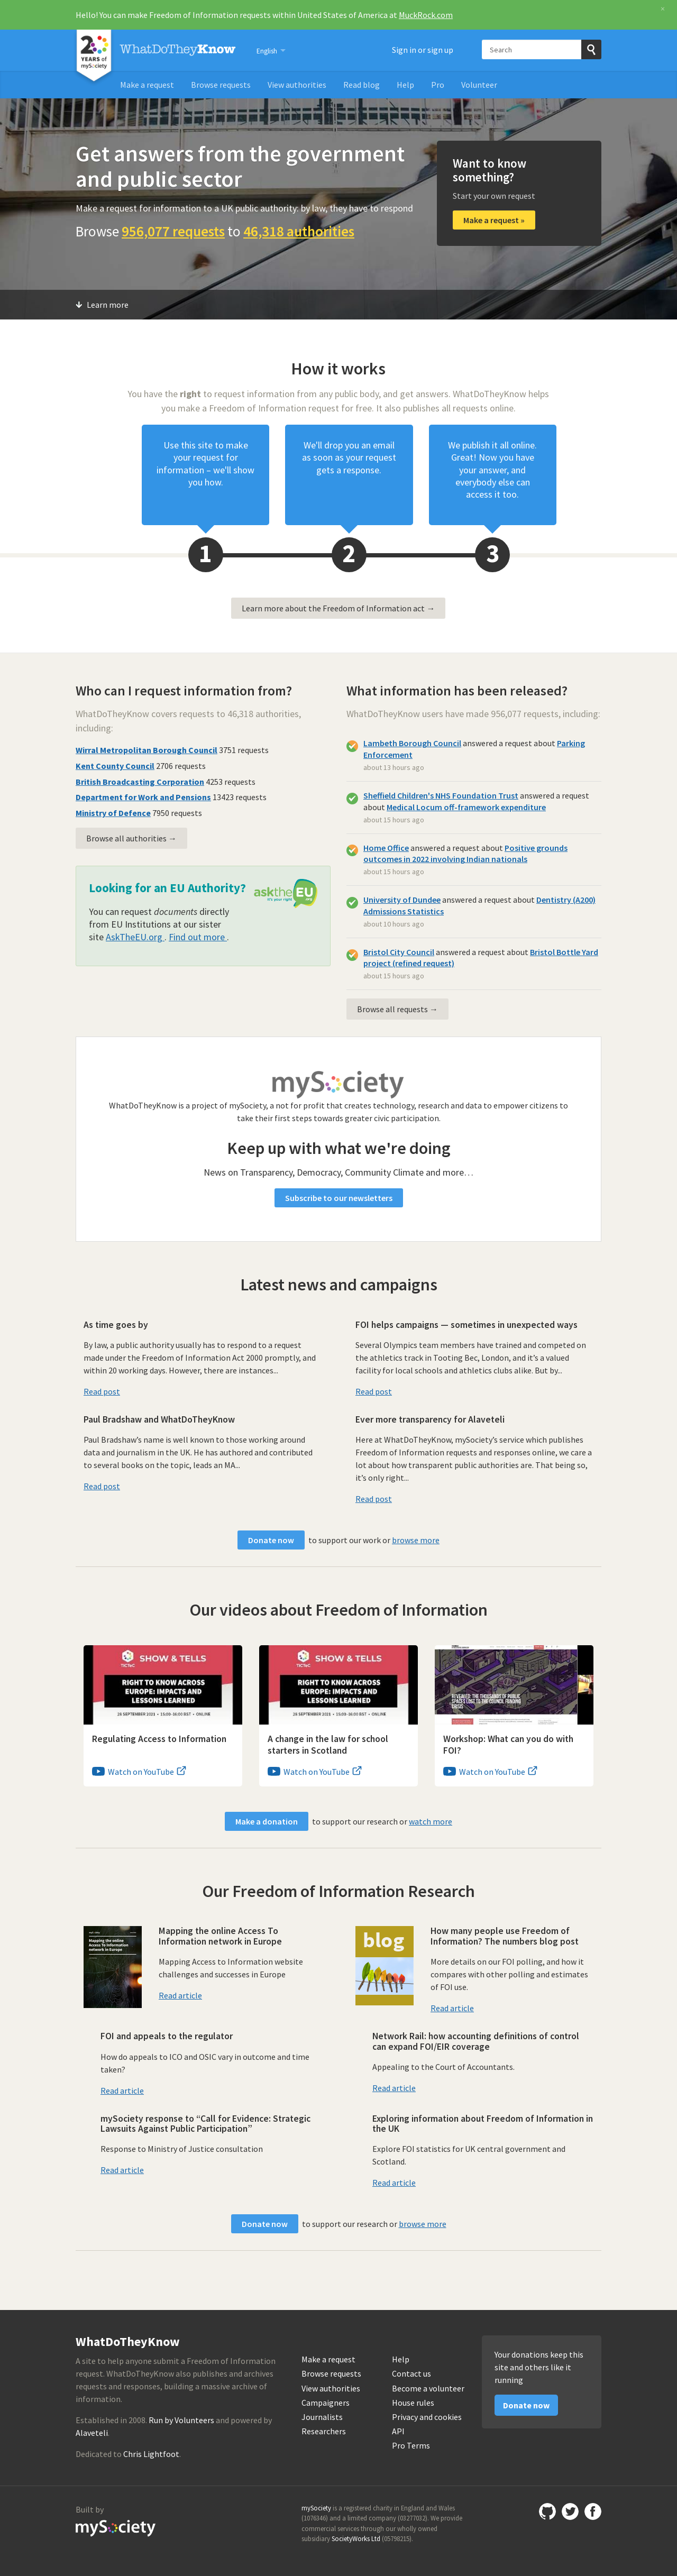 Hello! You can make Freedom of Information requests within United States of America at MuckRock.com
×
20
YEARS of
mySociety
WhatDoTheyKnow
English
Sign in or sign up
Search
Make a request
Browse requests
View authorities
Read blog
Help
Pro
Volunteer
Get answers from the government
and public sector
Make a request for information to a UK public authority: by law, they have to respond
Browse 956,077 requests to 46,318 authorities
Want to know
something?
Start your own request
Make a request »
Learn more
How it works
You have the right to request information from any public body, and get answers. WhatDoTheyKnow helps
you make a Freedom of Information request for free. It also publishes all requests online.
Use this site to make
your request for
information – we'll show
you how.
We'll drop you an email
as soon as your request
gets a response.
We publish it all online.
Great! Now you have
your answer, and
everybody else can
access it too.
1
2
3
Learn more about the Freedom of Information act →
Who can I request information from?
WhatDoTheyKnow covers requests to 46,318 authorities,
including:
Wirral Metropolitan Borough Council 3751 requests
Kent County Council 2706 requests
British Broadcasting Corporation 4253 requests
Department for Work and Pensions 13423 requests
Ministry of Defence 7950 requests
Browse all authorities →
Looking for an EU Authority?
asktheEU
it's your right
You can request documents directly
from EU Institutions at our sister
site AskTheEU.org . Find out more .
What information has been released?
WhatDoTheyKnow users have made 956,077 requests, including:
Lambeth Borough Council answered a request about Parking
Enforcement
about 13 hours ago
Sheffield Children's NHS Foundation Trust answered a request
about Medical Locum off-framework expenditure
about 15 hours ago
Home Office answered a request about Positive grounds
outcomes in 2022 involving Indian nationals
about 15 hours ago
University of Dundee answered a request about Dentistry (A200)
Admissions Statistics
about 10 hours ago
Bristol City Council answered a request about Bristol Bottle Yard
project (refined request)
about 15 hours ago
Browse all requests →
mySociety
WhatDoTheyKnow is a project of mySociety, a not for profit that creates technology, research and data to empower citizens to
take their first steps towards greater civic participation.
Keep up with what we're doing
News on Transparency, Democracy, Community Climate and more…
Subscribe to our newsletters
Latest news and campaigns
As time goes by
By law, a public authority usually has to respond to a request
made under the Freedom of Information Act 2000 promptly, and
within 20 working days. However, there are instances...
Read post
FOI helps campaigns — sometimes in unexpected ways
Several Olympics team members have trained and competed on
the athletics track in Tooting Bec, London, and it's a valued
facility for local schools and athletics clubs alike. But by...
Read post
Paul Bradshaw and WhatDoTheyKnow
Paul Bradshaw's name is well known to those working around
data and journalism in the UK. He has authored and contributed
to several books on the topic, leads an MA...
Read post
Ever more transparency for Alaveteli
Here at WhatDoTheyKnow, mySociety's service which publishes
Freedom of Information requests and responses online, we care a
lot about how transparent public authorities are. That being so,
it's only right...
Read post
Donate now to support our work or browse more
Our videos about Freedom of Information
TICTeC
SHOW & TELLS
RIGHT TO KNOW ACROSS
EUROPE: IMPACTS AND
LESSONS LEARNED
Regulating Access to Information
Watch on YouTube
TICTeC
SHOW & TELLS
RIGHT TO KNOW ACROSS
EUROPE: IMPACTS AND
LESSONS LEARNED
A change in the law for school
starters in Scotland
Watch on YouTube
REVEALED: THE THOUSANDS OF PUBLIC
SPACES LOST TO THE COUNCIL FUNDING
CRISIS
Workshop: What can you do with
FOI?
Watch on YouTube
Make a donation to support our research or watch more
Our Freedom of Information Research
Mapping the online
Access To Information
network in Europe
Mapping the online Access To
Information network in Europe
Mapping Access to Information website
challenges and successes in Europe
Read article
blog
How many people use Freedom of
Information? The numbers blog post
More details on our FOI polling, and how it
compares with other polling and estimates
of FOI use.
Read article
FOI and appeals to the regulator
How do appeals to ICO and OSIC vary in outcome and time
taken?
Read article
Network Rail: how accounting definitions of control
can expand FOI/EIR coverage
Appealing to the Court of Accountants.
Read article
mySociety response to “Call for Evidence: Strategic
Lawsuits Against Public Participation”
Response to Ministry of Justice consultation
Read article
Exploring information about Freedom of Information in
the UK
Explore FOI statistics for UK central government and
Scotland.
Read article
Donate now to support our research or browse more
WhatDoTheyKnow
A site to help anyone submit a Freedom of Information
request. WhatDoTheyKnow also publishes and archives
requests and responses, building a massive archive of
information.
Established in 2008. Run by Volunteers and powered by
Alaveteli.
Dedicated to Chris Lightfoot.
Make a request
Browse requests
View authorities
Campaigners
Journalists
Researchers
Help
Contact us
Become a volunteer
House rules
Privacy and cookies
API
Pro Terms
Your donations keep this
site and others like it
running
Donate now
Built by
mySociety
mySociety is a registered charity in England and Wales
(1076346) and a limited company (03277032). We provide
commercial services through our wholly owned
subsidiary SocietyWorks Ltd (05798215).